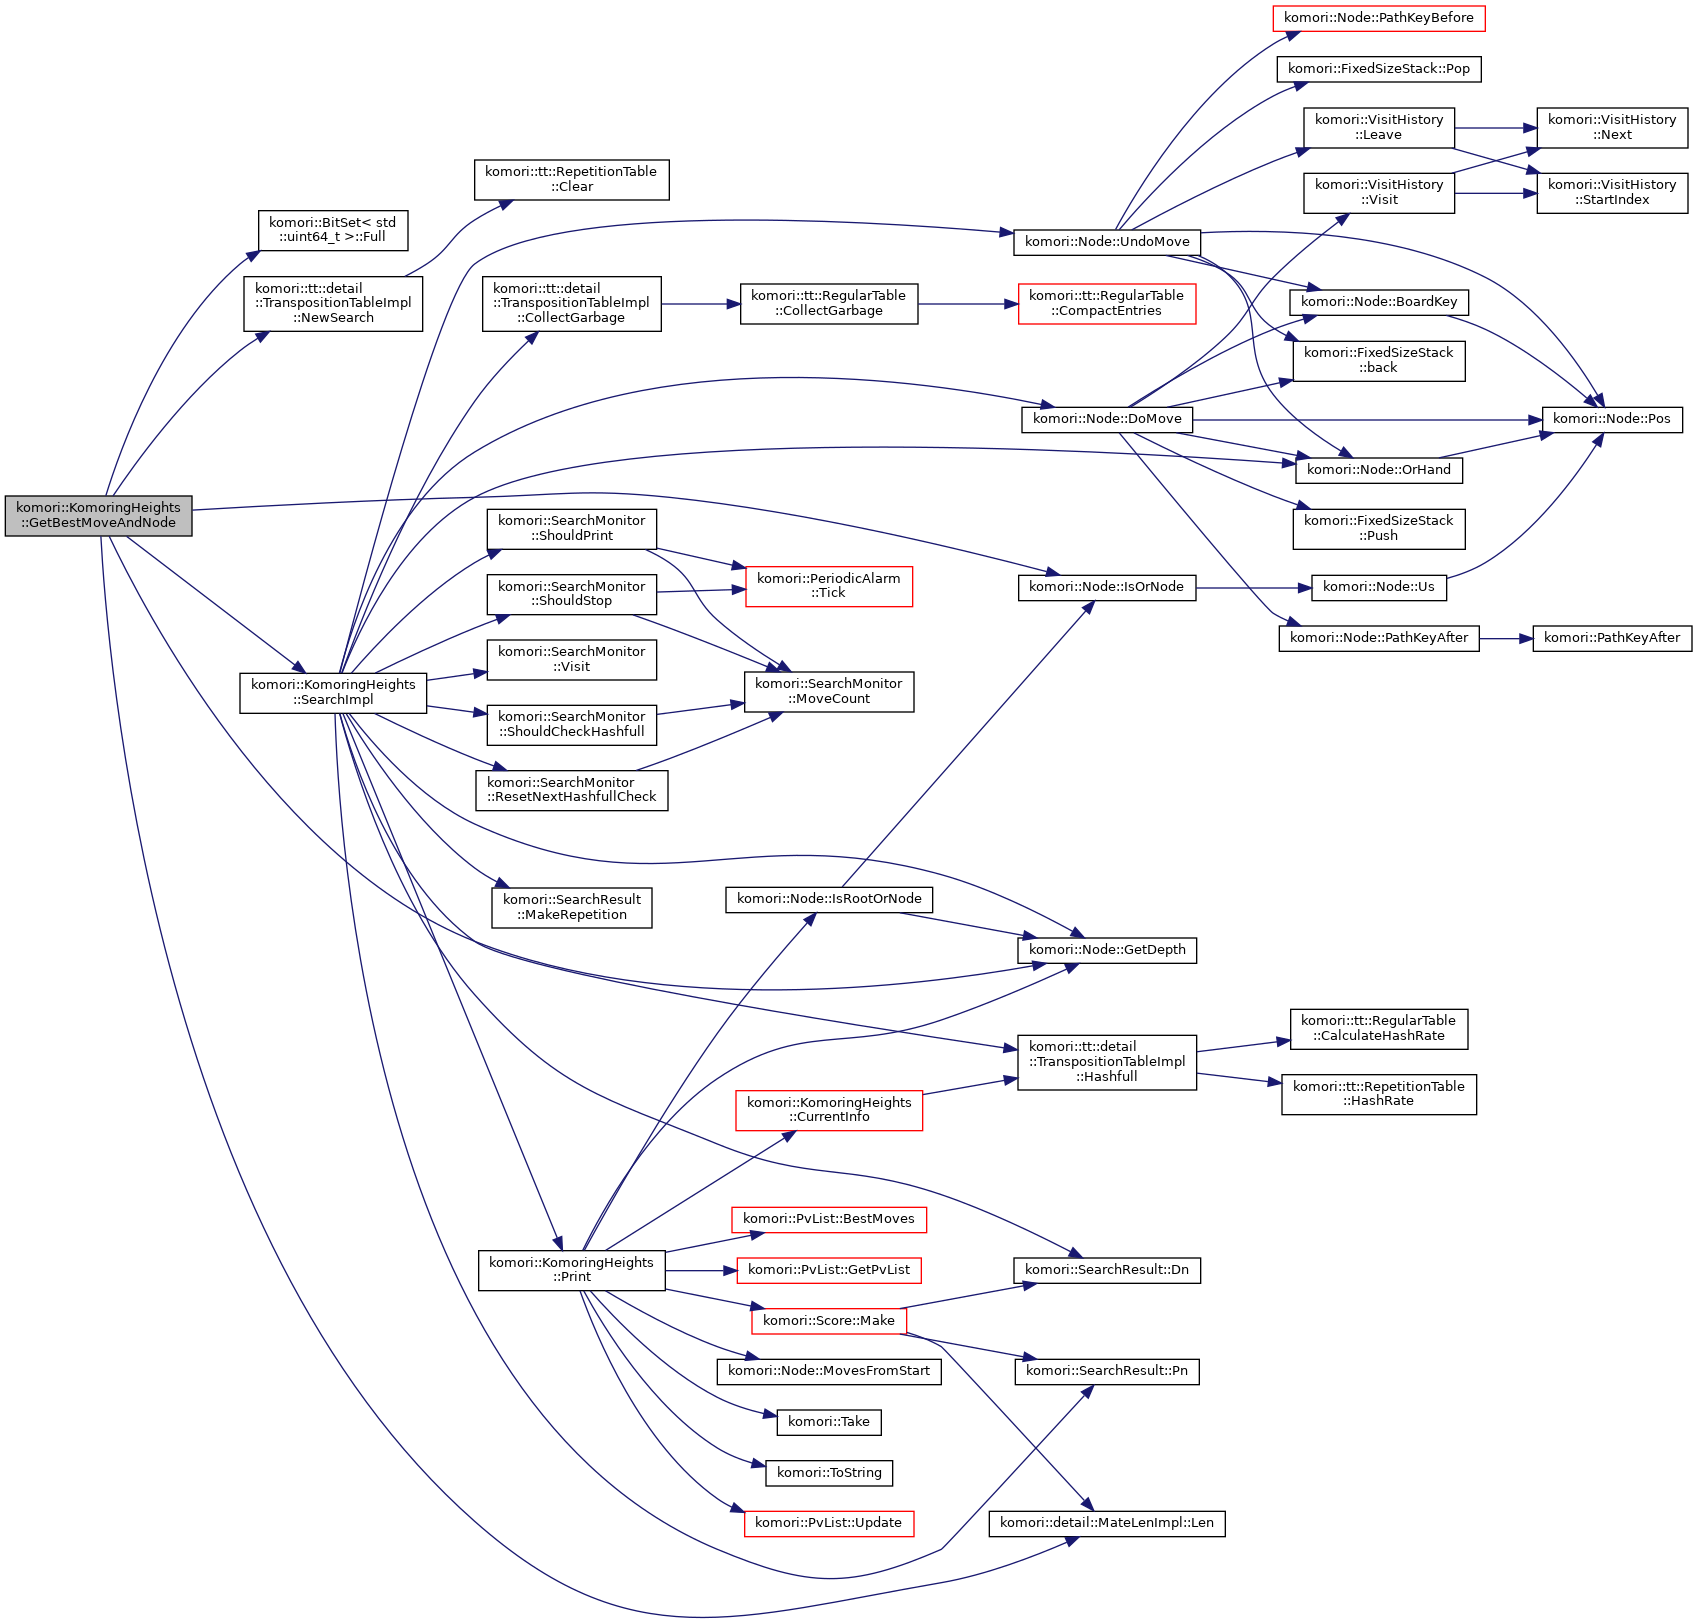 komori::KomoringHeights
::GetBestMoveAndNode
komori::BitSet< std
::uint64_t >::Full
komori::tt::detail
::TranspositionTableImpl
::NewSearch
komori::KomoringHeights
::SearchImpl
komori::tt::RepetitionTable
::Clear
komori::tt::detail
::TranspositionTableImpl
::CollectGarbage
komori::SearchMonitor
::ShouldPrint
komori::SearchMonitor
::ShouldStop
komori::SearchMonitor
::Visit
komori::SearchMonitor
::ShouldCheckHashfull
komori::SearchMonitor
::ResetNextHashfullCheck
komori::SearchResult
::MakeRepetition
komori::KomoringHeights
::Print
komori::tt::RegularTable
::CollectGarbage
komori::PeriodicAlarm
::Tick
komori::SearchMonitor
::MoveCount
komori::Node::IsRootOrNode
komori::KomoringHeights
::CurrentInfo
komori::PvList::BestMoves
komori::PvList::GetPvList
komori::Score::Make
komori::Node::MovesFromStart
komori::Take
komori::ToString
komori::PvList::Update
komori::Node::UndoMove
komori::tt::RegularTable
::CompactEntries
komori::Node::DoMove
komori::Node::IsOrNode
komori::Node::GetDepth
komori::tt::detail
::TranspositionTableImpl
::Hashfull
komori::SearchResult::Dn
komori::SearchResult::Pn
komori::detail::MateLenImpl::Len
komori::Node::PathKeyBefore
komori::FixedSizeStack::Pop
komori::VisitHistory
::Leave
komori::VisitHistory
::Visit
komori::Node::BoardKey
komori::FixedSizeStack
::back
komori::Node::OrHand
komori::FixedSizeStack
::Push
komori::Node::Us
komori::Node::PathKeyAfter
komori::tt::RegularTable
::CalculateHashRate
komori::tt::RepetitionTable
::HashRate
komori::VisitHistory
::Next
komori::VisitHistory
::StartIndex
komori::Node::Pos
komori::PathKeyAfter